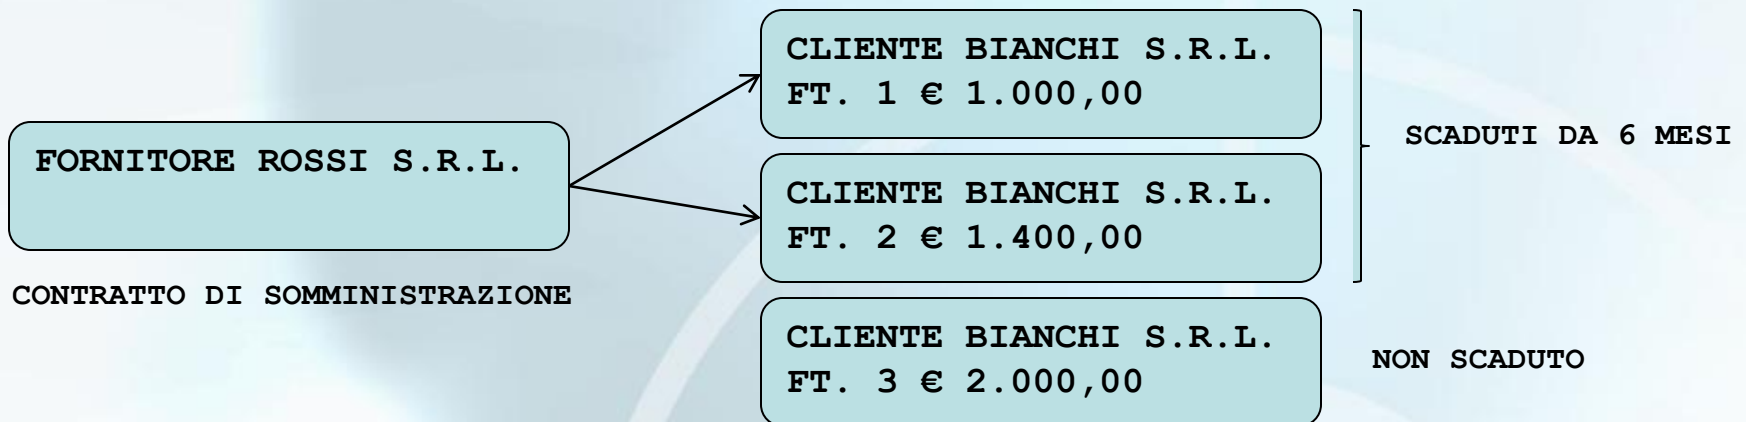 CLIENTE BIANCHI S.R.L.
FT. 1 € 1.000,00
SCADUTI DA 6 MESI
FORNITORE ROSSI S.R.L.
CLIENTE BIANCHI S.R.L.
FT. 2 € 1.400,00
CONTRATTO DI SOMMINISTRAZIONE
CLIENTE BIANCHI S.R.L.
FT. 3 € 2.000,00
NON SCADUTO